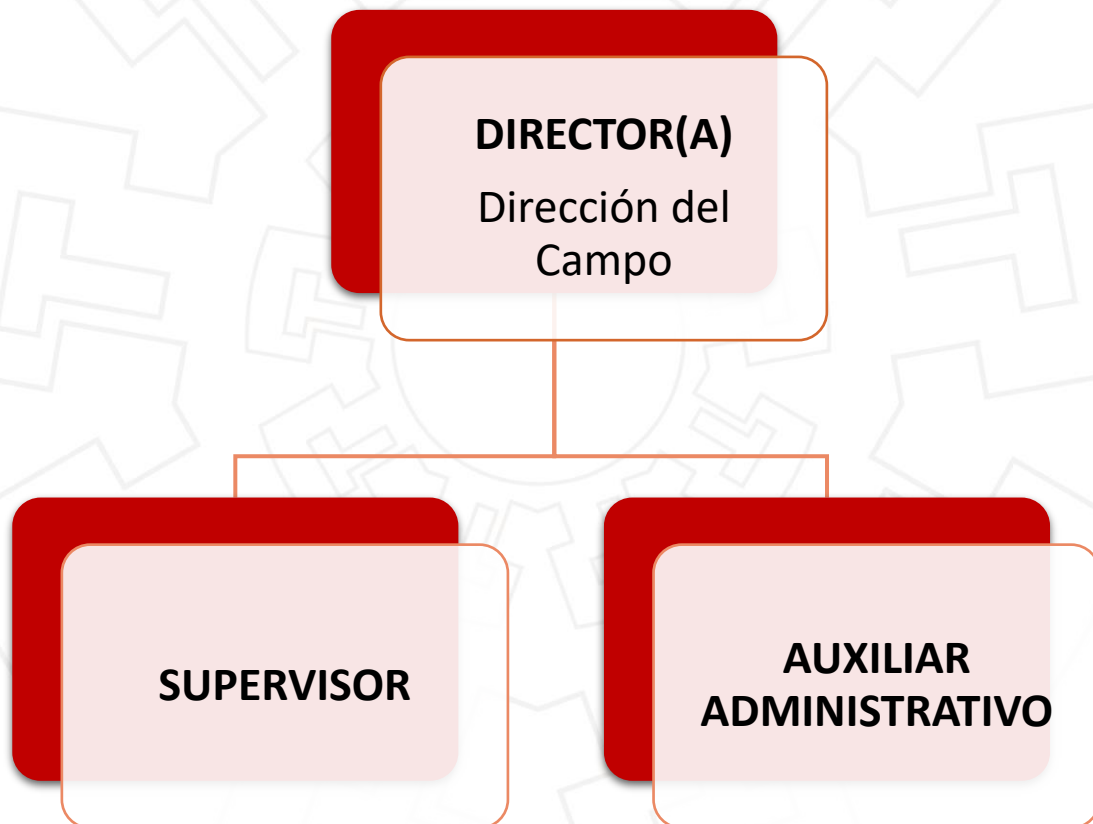 DIRECTOR(A)
Dirección del
Campo
SUPERVISOR
AUXILIAR
ADMINISTRATIVO